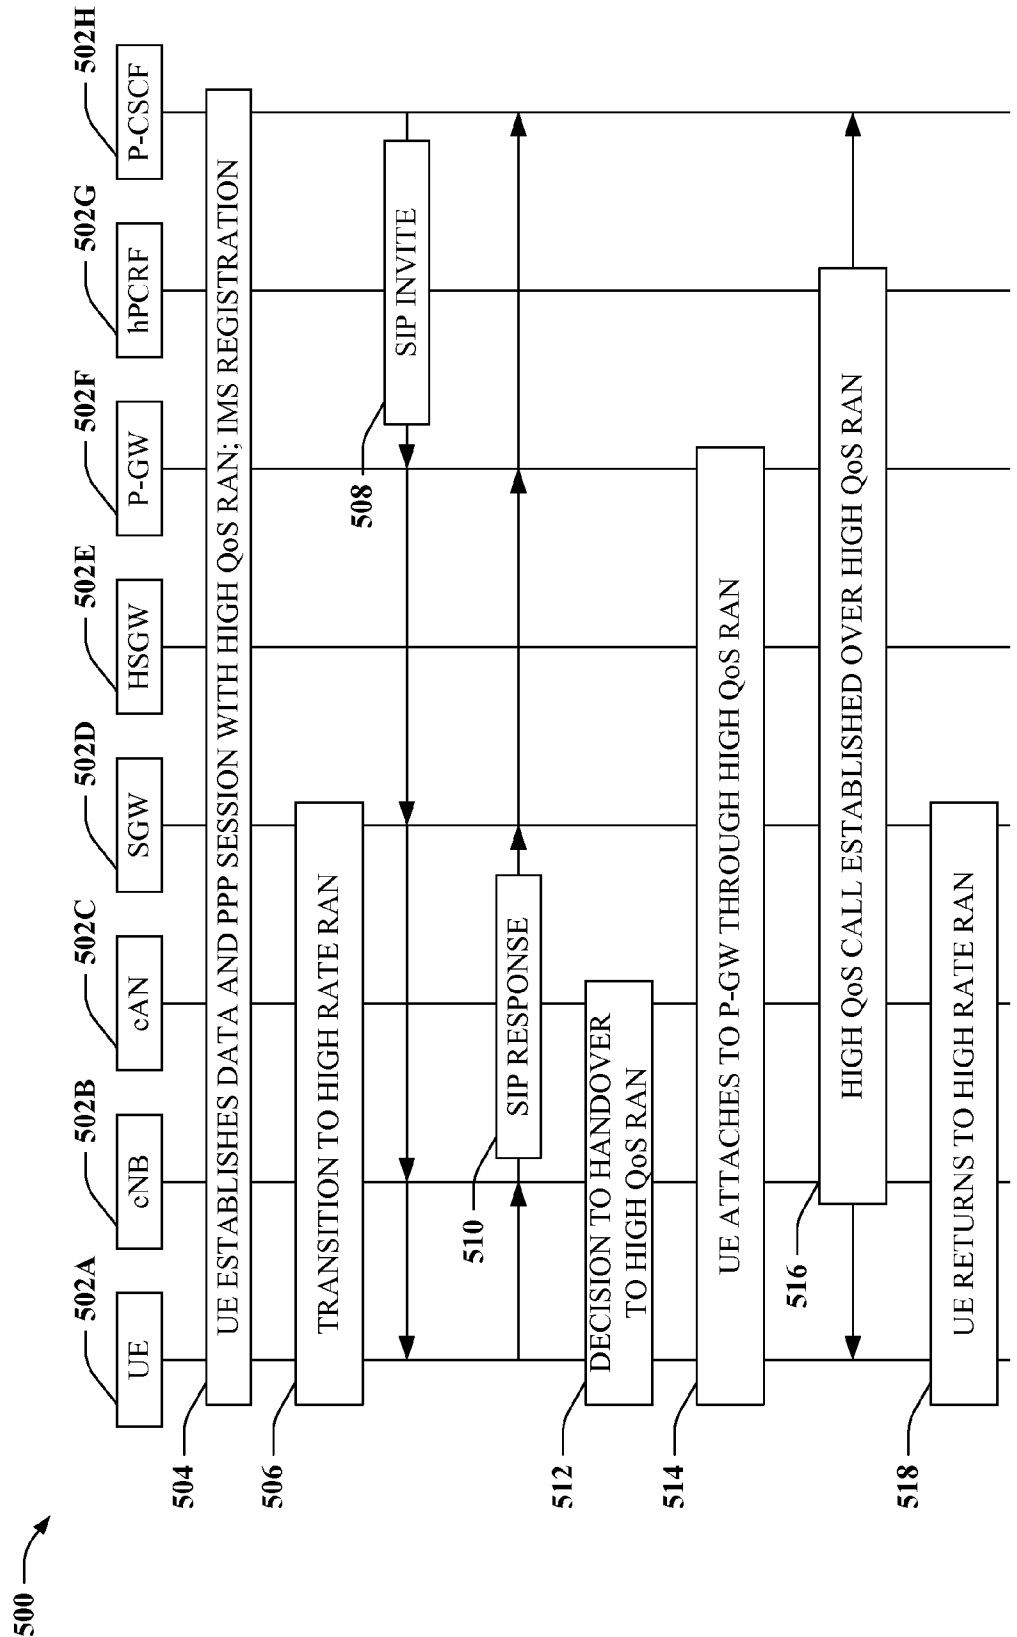 500
502A
502B
502C
502D
502E
502F
502G
502H
UE
cNB
cAN
SGW
HSGW
P-GW
hPCRF
P-CSCF
504
UE ESTABLISHES DATA AND PPP SESSION WITH HIGH QoS RAN; IMS REGISTRATION
506
TRANSITION TO HIGH RATE RAN
508
SIP INVITE
510
SIP RESPONSE
512
DECISION TO HANDOVER
TO HIGH QoS RAN
514
UE ATTACHES TO P-GW THROUGH HIGH QoS RAN
516
HIGH QoS CALL ESTABLISHED OVER HIGH QoS RAN
518
UE RETURNS TO HIGH RATE RAN